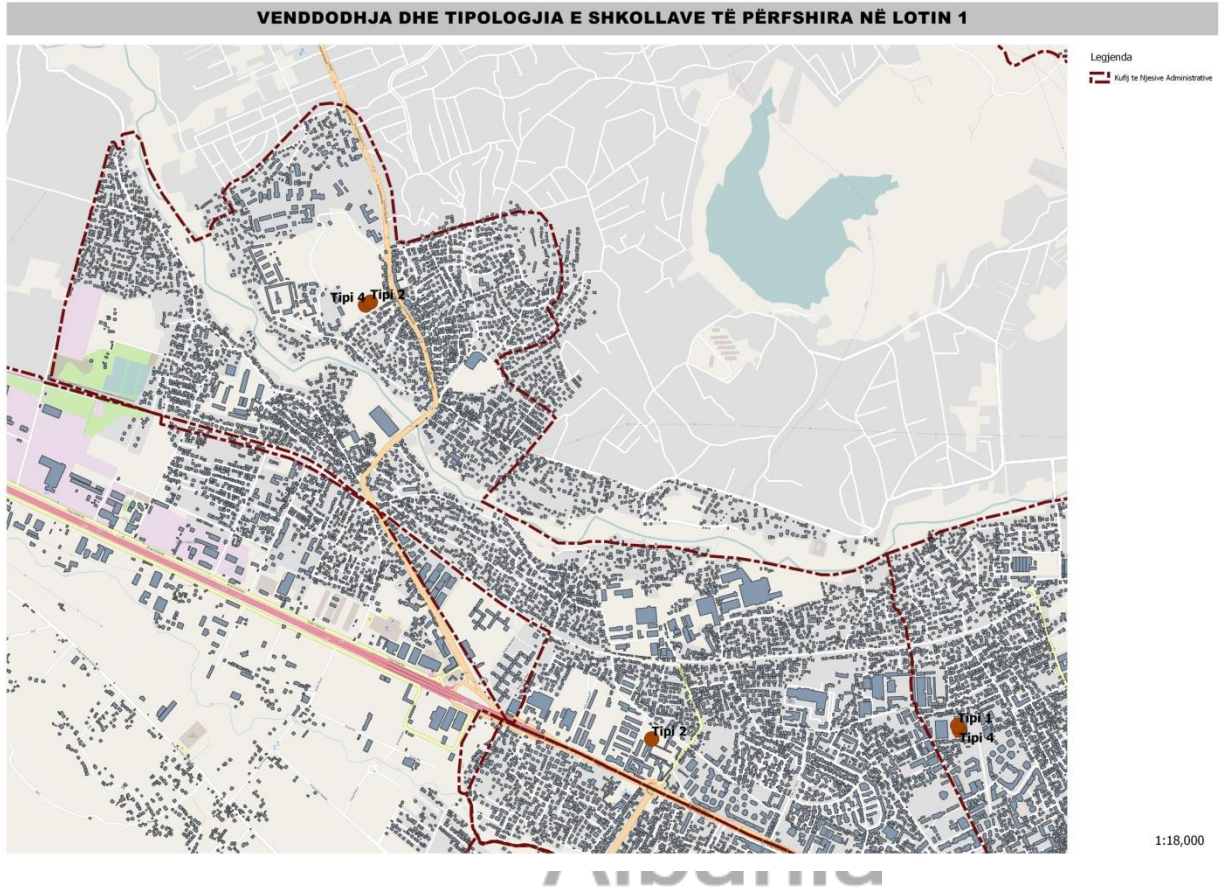 VENDDODHJA DHE TIPOLOGJIA E SHKOLLAVE TË PËRFSHIRA NË LOTIN 1
Legjenda
Kufij te Njesive Administrative
Tipi 4 Tipi 2
Tipi 2
Tipi 1
Tipi 4
1:18,000
Albania